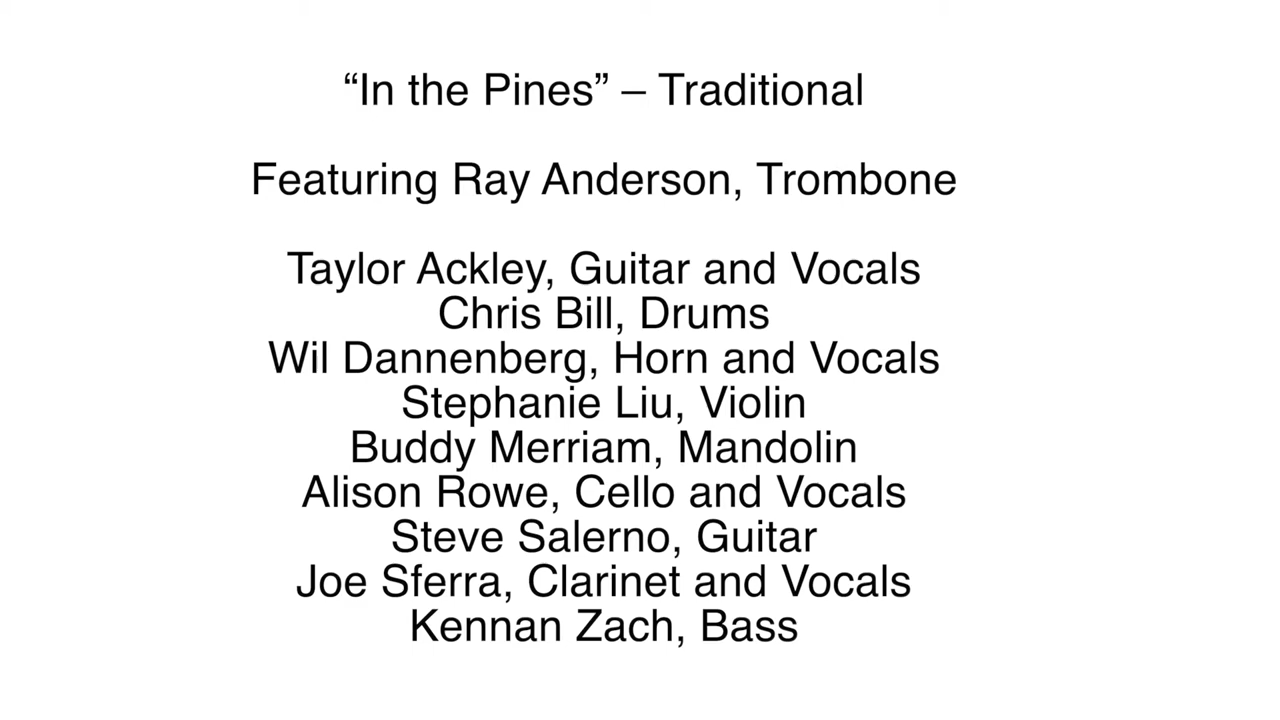 “In the Pines” – Traditional
Featuring Ray Anderson, Trombone
Taylor Ackley, Guitar and Vocals
Chris Bill, Drums
Wil Dannenberg, Horn and Vocals
Stephanie Liu, Violin
Buddy Merriam, Mandolin
Alison Rowe, Cello and Vocals
Steve Salerno, Guitar
Joe Sferra, Clarinet and Vocals
Kennan Zach, Bass